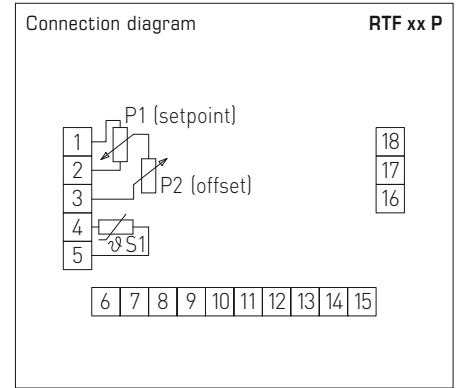 Connection diagram RTF xx P
P1 (setpoint)
1
2
3
4
5
P2 (offset)
ϑ S1
18
17
16
6 7 8 9 10 11 12 13 14 15